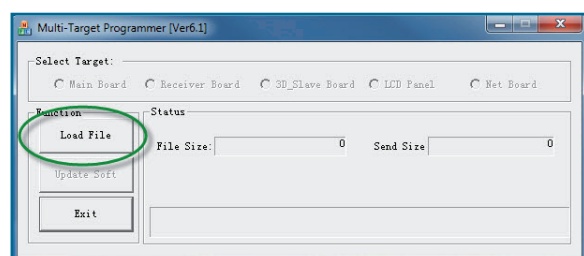 Multi-Target Programmer [Ver6.1]
Select Target:
Main Board Receiver Board 3D_Slave Board LCD Panel Net Board
Function
Load File
Update Soft
Exit
Status
File Size: 0 Send Size 0